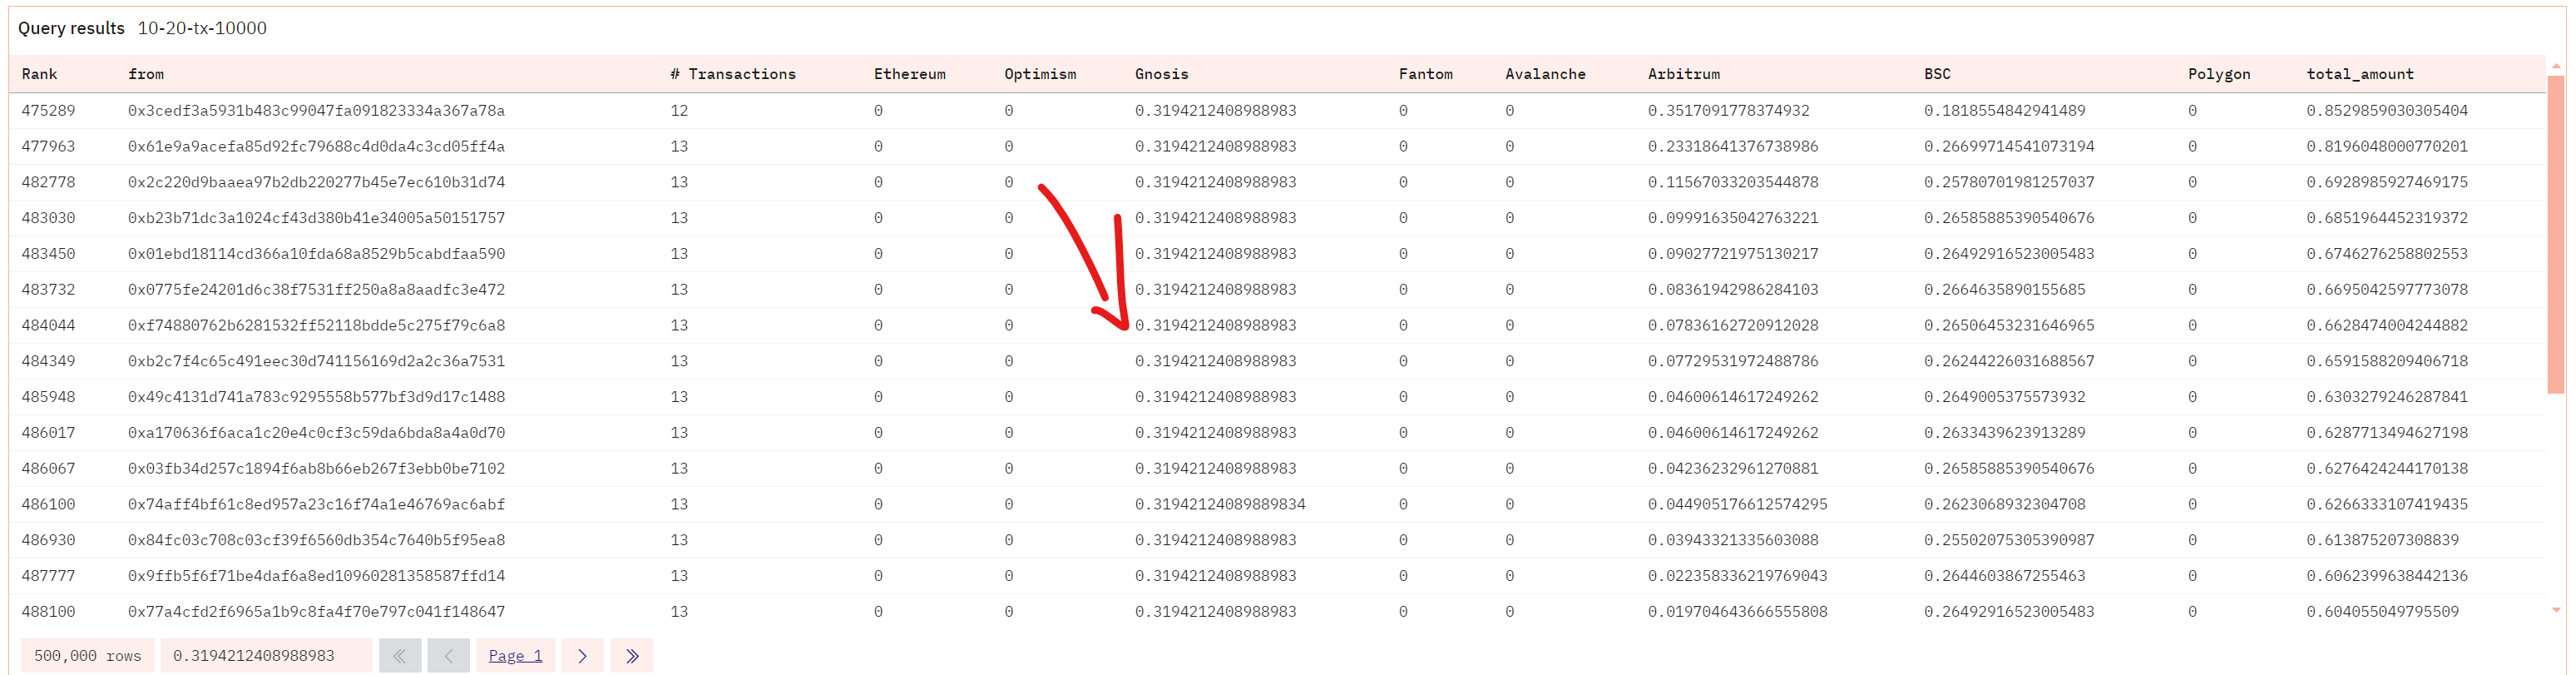 Query results 10-20-tx-10000
Rank from # Transactions Ethereum Optimism Gnosis Fantom Avalanche Arbitrum BSC Polygon total_amount
475289 0x3cedf3a5931b483c99047fa091823334a367a78a 12 0 0 0.3194212408988983 0 0 0.3517091778374932 0.1818554842941489 0 0.8529859030305404
477963 0x61e9a9acefa85d92fc79688c4d0da4c3cd05ff4a 13 0 0 0.3194212408988983 0 0 0.23318641376738986 0.26699714541073194 0 0.8196048000770201
482778 0x2c220d9baaea97b2db220277b45e7ec610b31d74 13 0 0 0.3194212408988983 0 0 0.11567033203544878 0.25780701981257037 0 0.6928985927469175
483030 0xb23b71dc3a1024cf43d380b41e34005a50151757 13 0 0 0.3194212408988983 0 0 0.09991635042763221 0.26585885390540676 0 0.6851964452319372
483450 0x01ebd18114cd366a10fda68a8529b5cabdfaa590 13 0 0 0.3194212408988983 0 0 0.09027721975130217 0.26492916523005483 0 0.6746276258802553
483732 0x0775fe24201d6c38f7531ff250a8a8aadfc3e472 13 0 0 0.3194212408988983 0 0 0.08361942986284103 0.2664635890155685 0 0.6695042597773078
484044 0xf74880762b6281532ff52118bdde5c275f79c6a8 13 0 0 0.3194212408988983 0 0 0.07836162720912028 0.26506453231646965 0 0.6628474004244882
484349 0xb2c7f4c65c491eec30d741156169d2a2c36a7531 13 0 0 0.3194212408988983 0 0 0.07729531972488786 0.26244226031688567 0 0.6591588209406718
485948 0x49c4131d741a783c9295558b577bf3d9d17c1488 13 0 0 0.3194212408988983 0 0 0.04600614617249262 0.2649005375573932 0 0.6303279246287841
486017 0xa170636f6aca1c20e4c0cf3c59da6bda8a4a0d70 13 0 0 0.3194212408988983 0 0 0.04600614617249262 0.2633439623913289 0 0.6287713494627198
486067 0x03fb34d257c1894f6ab8b66eb267f3ebb0be7102 13 0 0 0.3194212408988983 0 0 0.04236232961270881 0.26585885390540676 0 0.6276424244170138
486100 0x74aff4bf61c8ed957a23c16f74a1e46769ac6abf 13 0 0 0.31942124089889834 0 0 0.044905176612574295 0.2623068932304708 0 0.6266333107419435
486930 0x84fc03c708c03cf39f6560db354c7640b5f95ea8 13 0 0 0.3194212408988983 0 0 0.03943321335603088 0.25502075305390987 0 0.613875207308839
487777 0x9ffb5f6f71be4daf6a8ed10960281358587ffd14 13 0 0 0.3194212408988983 0 0 0.022358336219769043 0.2644603867255463 0 0.6062399638442136
488100 0x77a4cfd2f6965a1b9c8fa4f70e797c041f148647 13 0 0 0.3194212408988983 0 0 0.019704643666555808 0.26492916523005483 0 0.604055049795509
500,000 rows 0.3194212408988983 Page 1